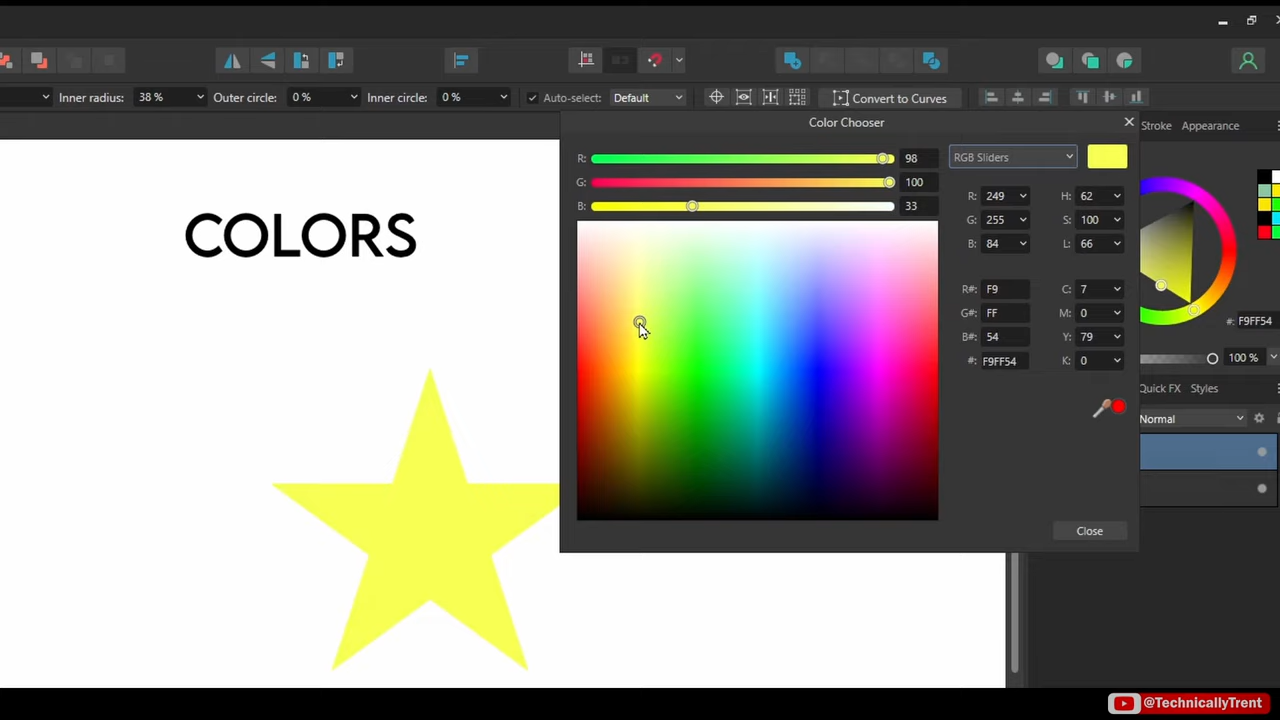 Inner radius: 38 % Outer circle: 0 % Inner circle: 0 % Auto-select: Default Convert to Curves
Color Chooser
Stroke Appearance
R: 98
G: 100
B: 33
RGB Sliders
R: 249 H: 62
G: 255 S: 100
B: 84 L: 66
R#: F9 C: 7
G#: FF M: 0
B#: 54 Y: 79
#: F9FF54 K: 0
Close
COLORS
#: F9FF54
100 %
Quick FX Styles
Normal
@TechnicallyTrent